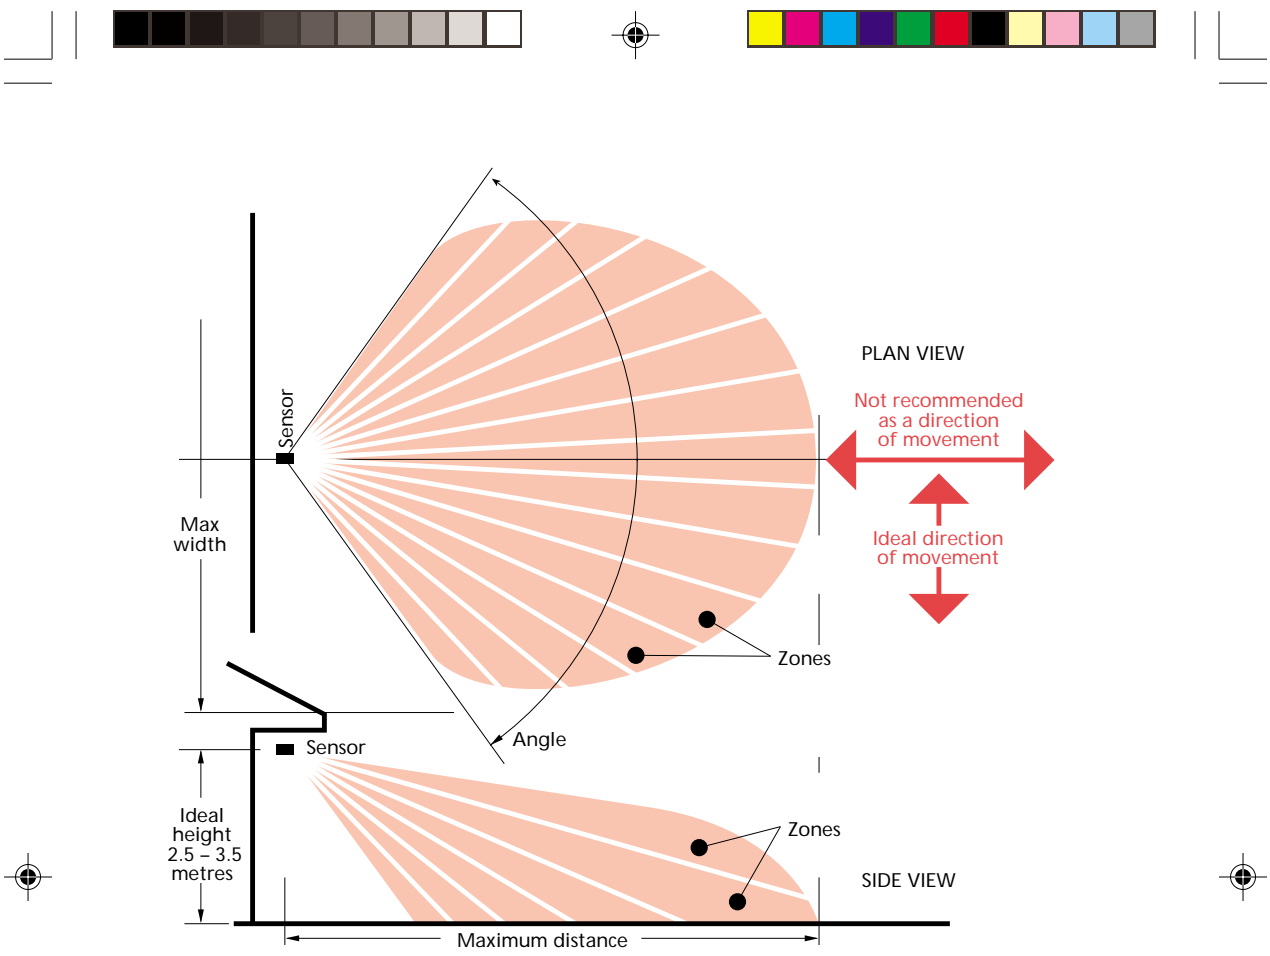 PLAN VIEW
Not recommended
as a direction
of movement
Sensor
Max
width
Ideal direction
of movement
Zones
Angle
Sensor
Ideal
height
2.5 – 3.5
metres
Zones
SIDE VIEW
Maximum distance